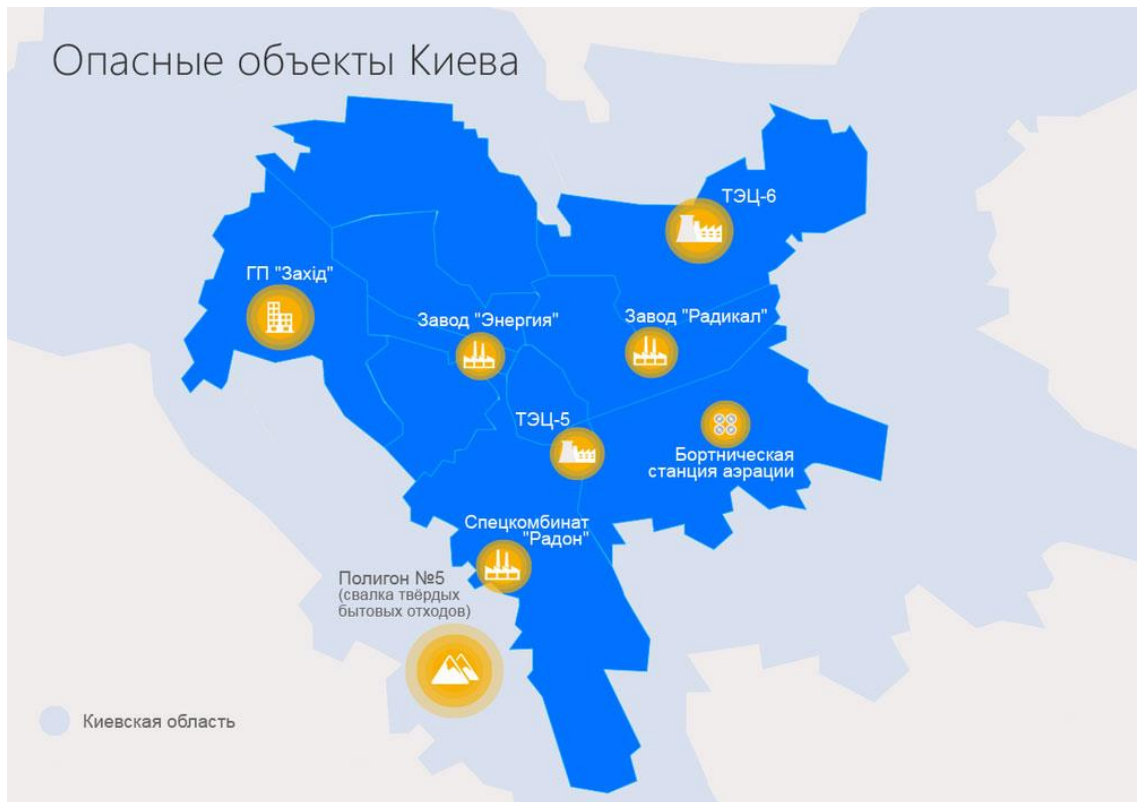 Опасные объекты Киева
ТЭЦ-6
ГП "Захід"
Завод "Энергия"
Завод "Радикал"
ТЭЦ-5
Бортническая
станция аэрации
Спецкомбинат
"Радон"
Полигон №5
(свалка твёрдых
бытовых отходов)
Киевская область